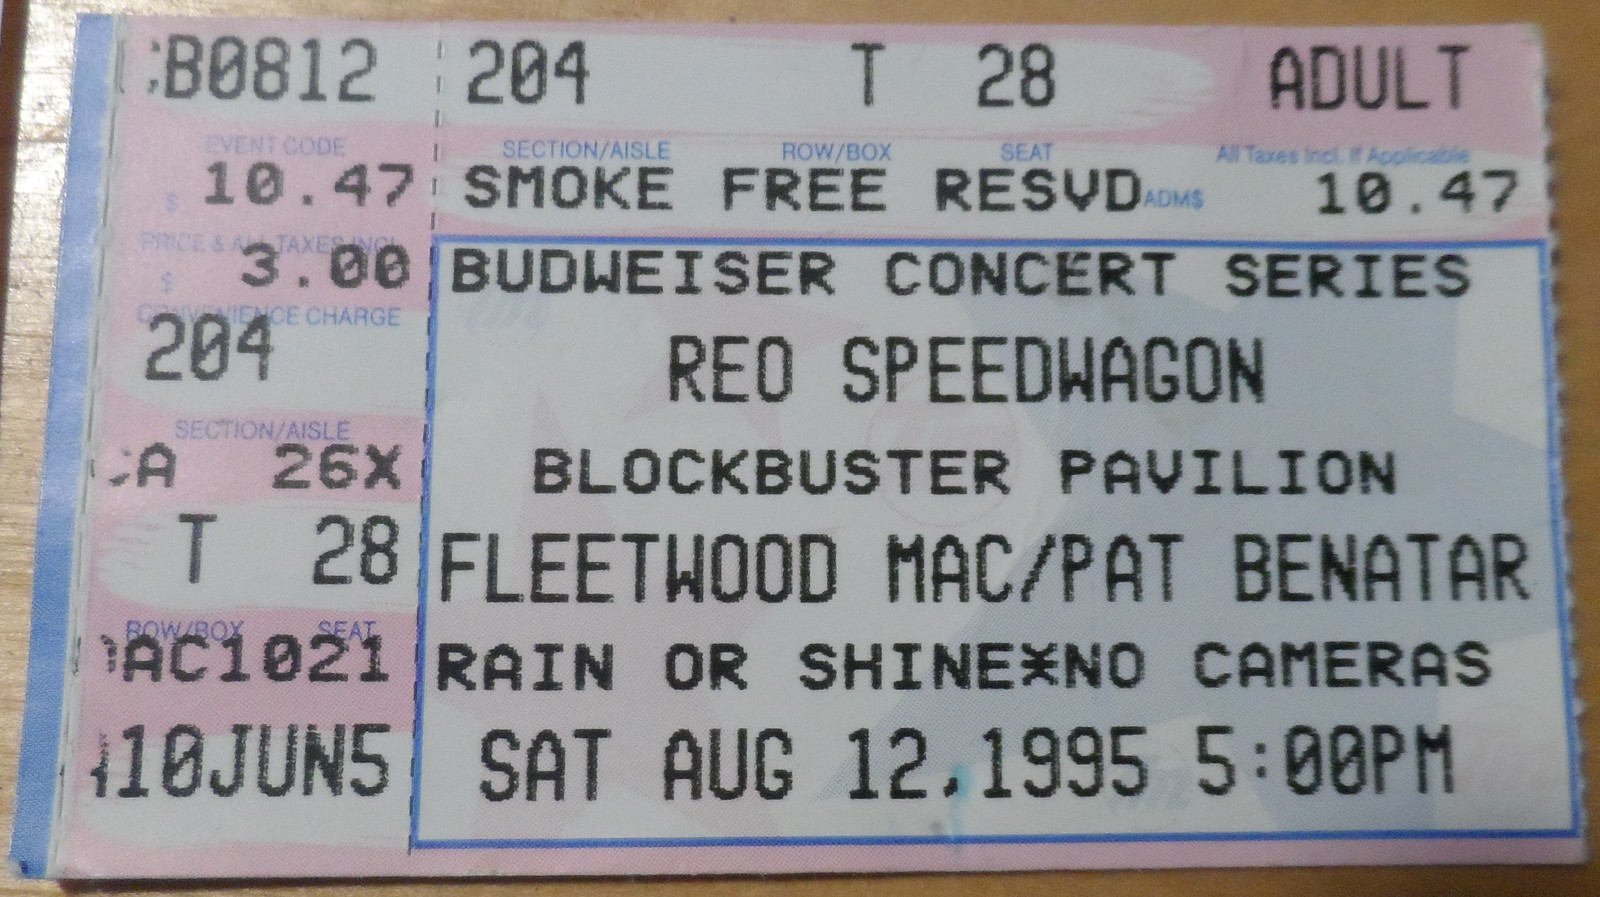 :B0812 204 T 28 ADULT
EVENT CODE SECTION/AISLE ROW/BOX SEAT All Taxes Incl. If Applicable
$ 10.47 SMOKE FREE RESVD ADM$ 10.47
PRICE & ALL TAXES INCL
$ 3.00
CONVENIENCE CHARGE
204
SECTION/AISLE
CA 26X
T 28
ROW/BOX SEAT
AC1021
10JUN5
BUDWEISER CONCERT SERIES
REO SPEEDWAGON
BLOCKBUSTER PAVILION
FLEETWOOD MAC/PAT BENATAR
RAIN OR SHINE*NO CAMERAS
SAT AUG 12,1995 5:00PM